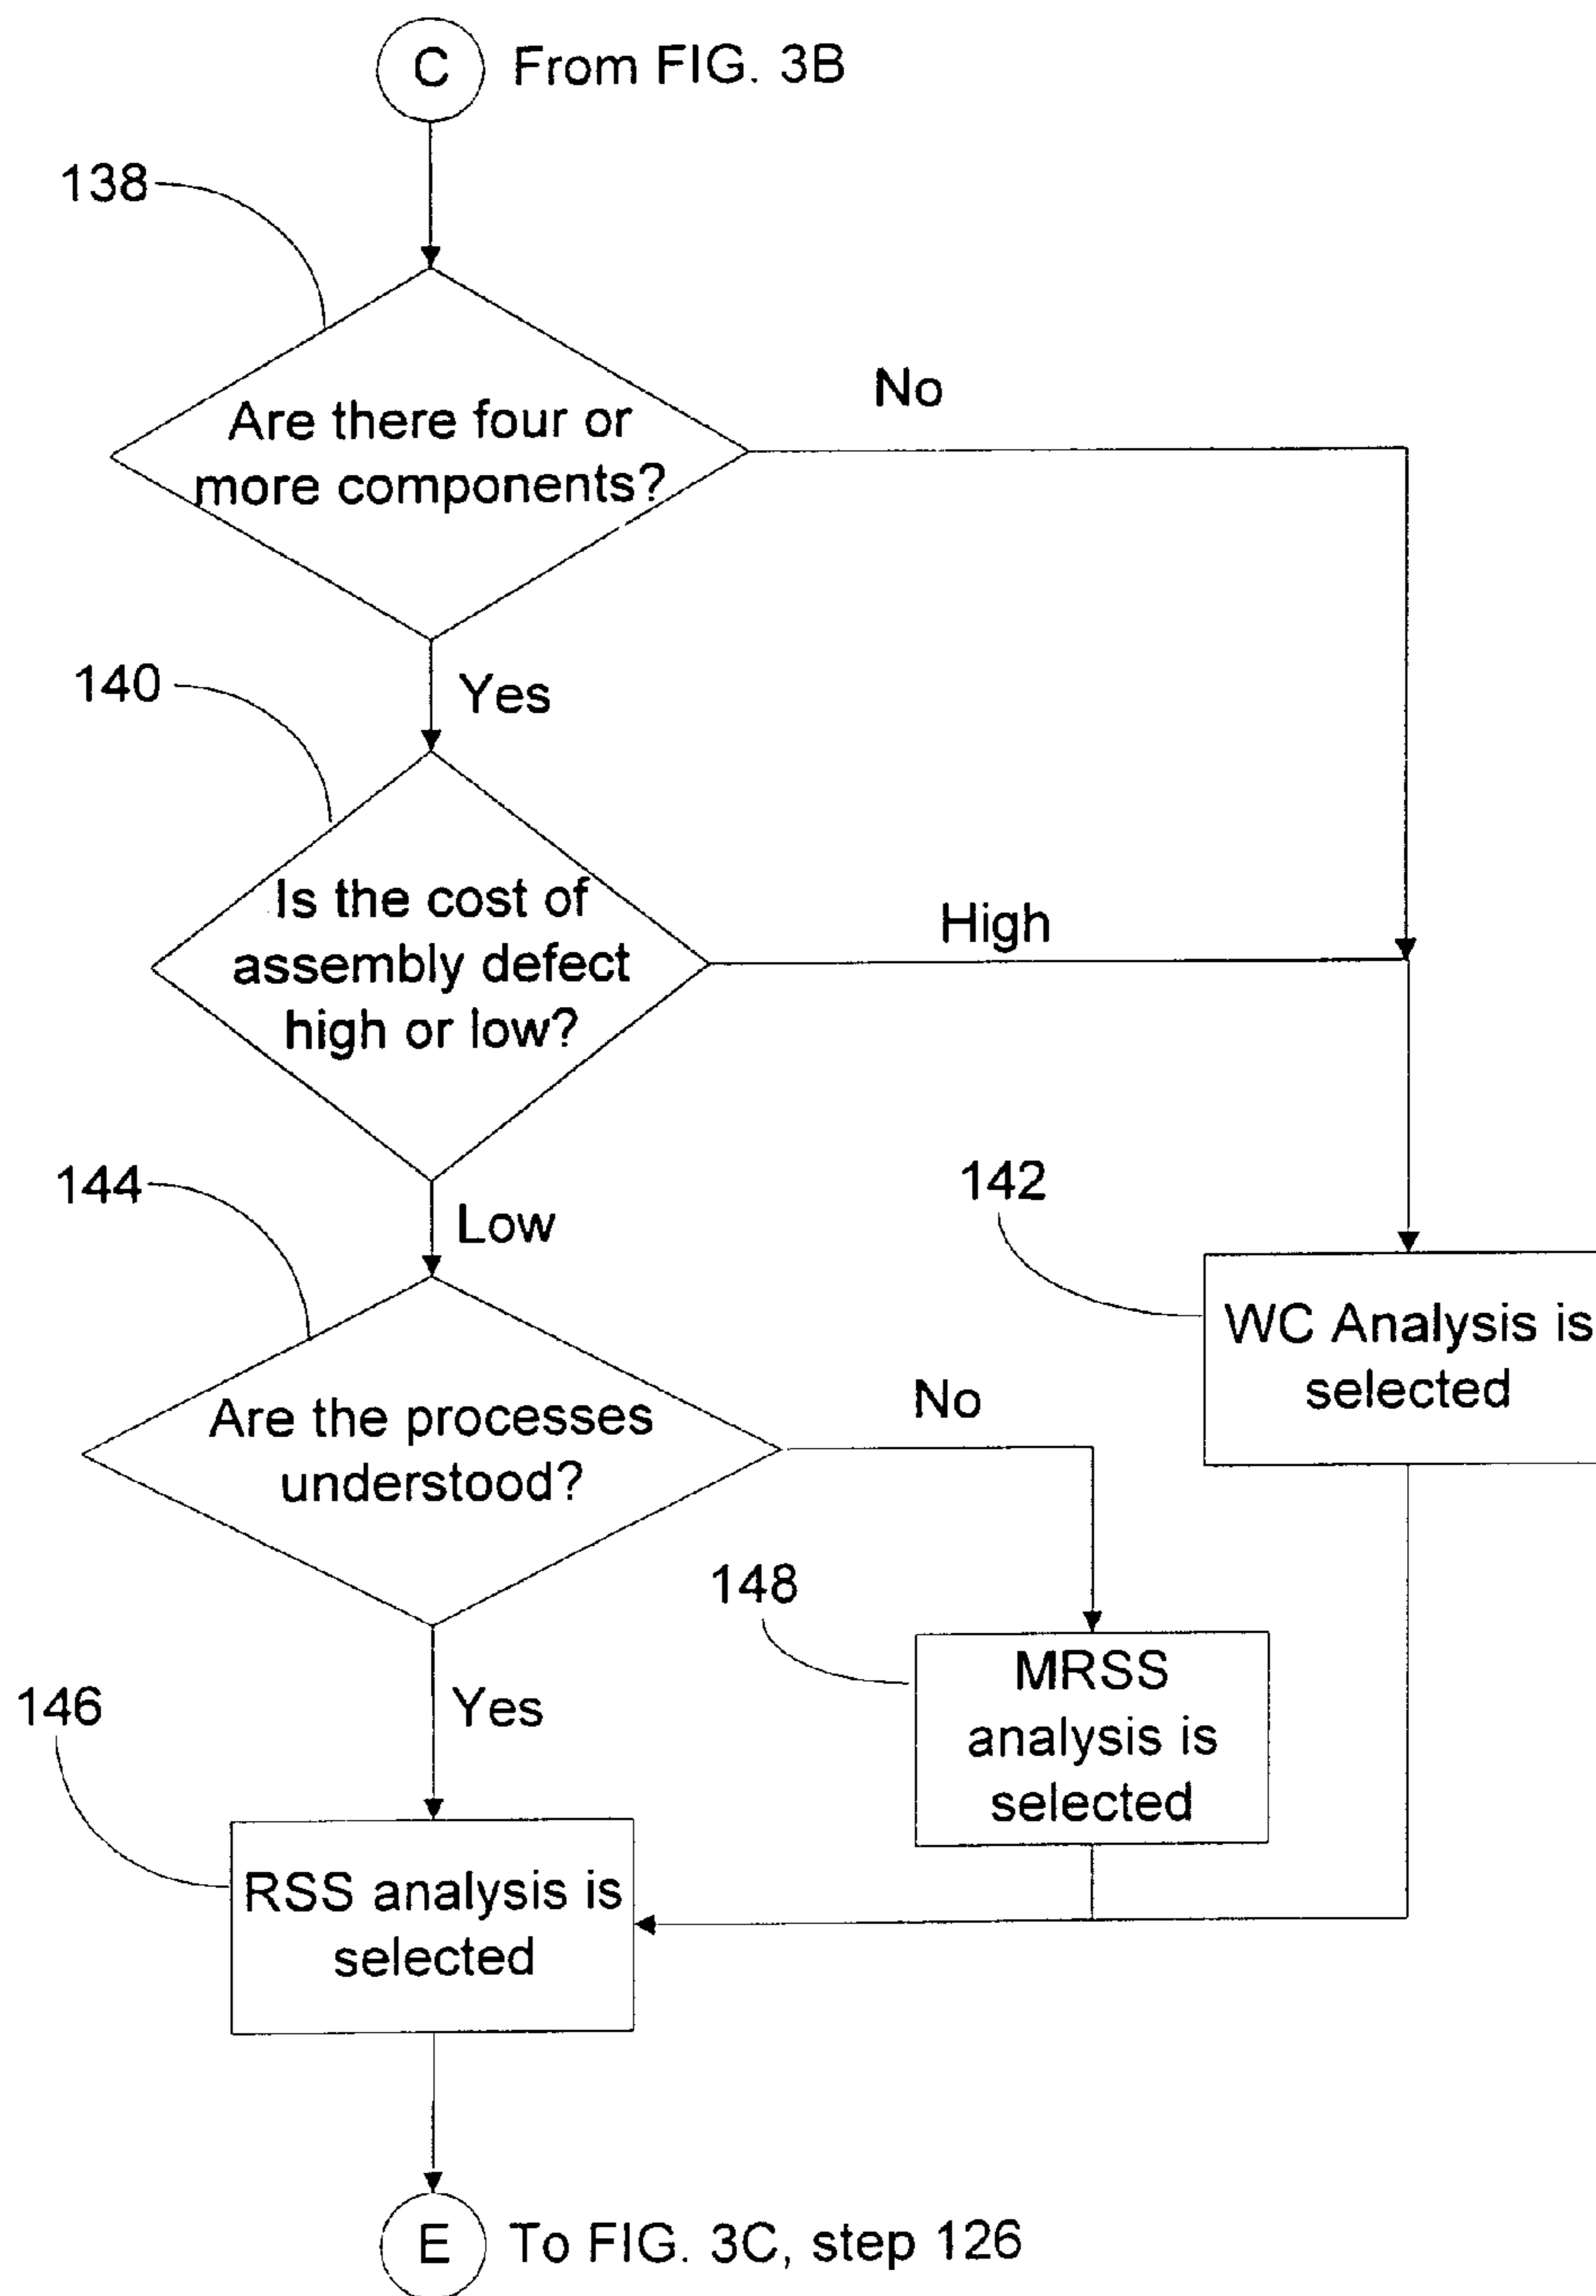 C From FIG. 3B
138
Are there four or
more components?
No
Yes
140
Is the cost of
assembly defect
high or low?
High
Low
144
142
WC Analysis is
selected
Are the processes
understood?
No
Yes
148
MRSS
analysis is
selected
146
RSS analysis is
selected
E To FIG. 3C, step 126